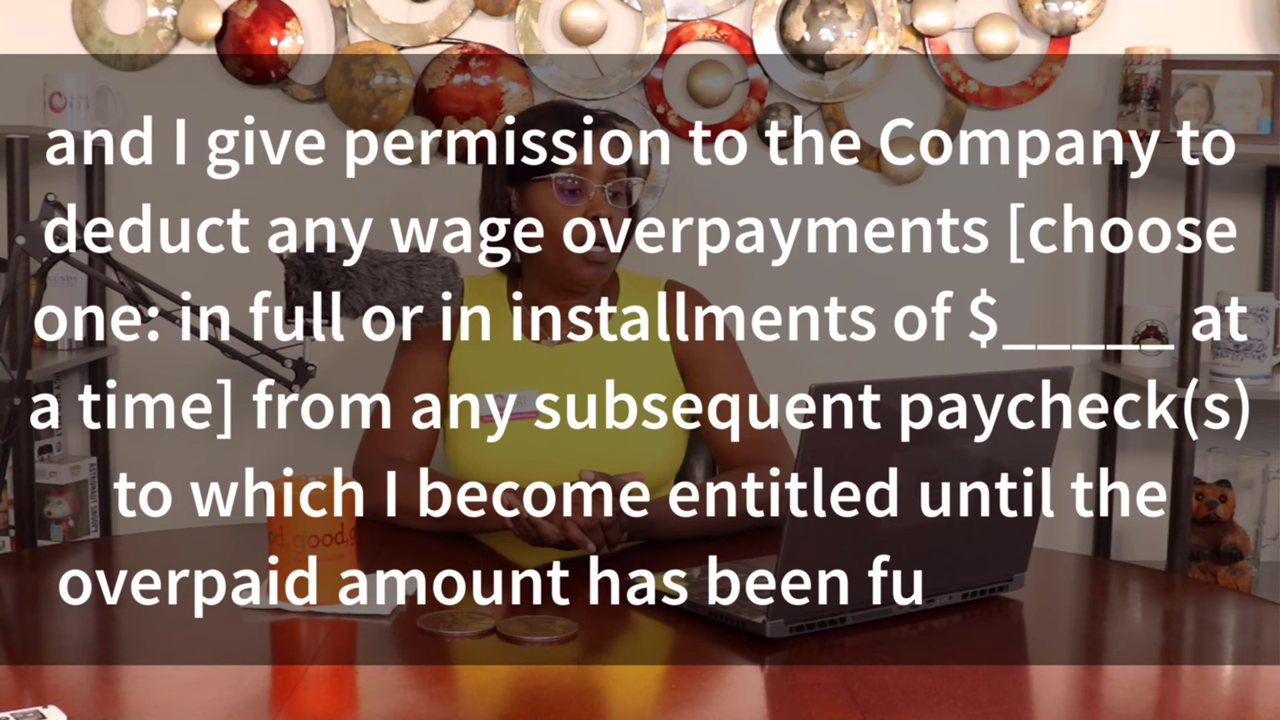 and I give permission to the Company to
deduct any wage overpayments [choose
one: in full or in installments of $_____ at
a time] from any subsequent paycheck(s)
to which I become entitled until the
overpaid amount has been fu
good,